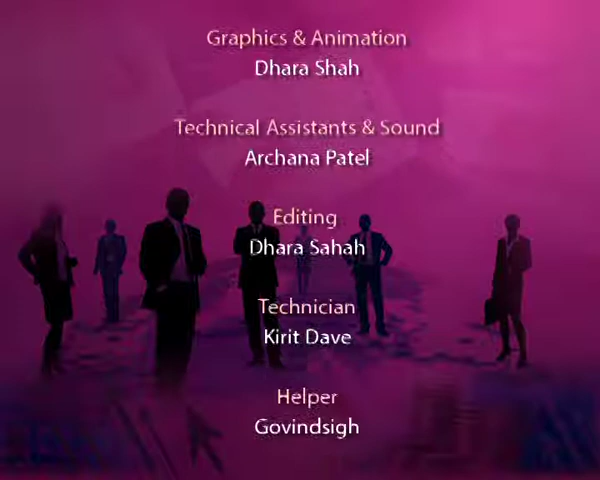 Graphics & Animation
Dhara Shah
Technical Assistants & Sound
Archana Patel
Editing
Dhara Sahah
Technician
Kirit Dave
Helper
Govindsigh